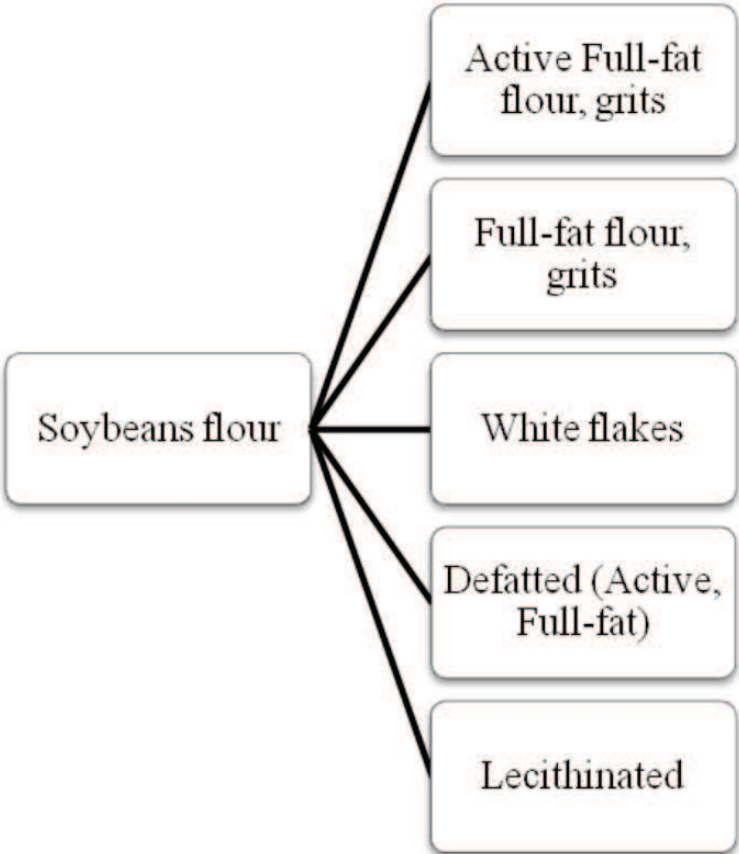 Active Full-fat
flour, grits
Full-fat flour,
grits
Soybeans flour
White flakes
Defatted (Active,
Full-fat)
Lecithinated